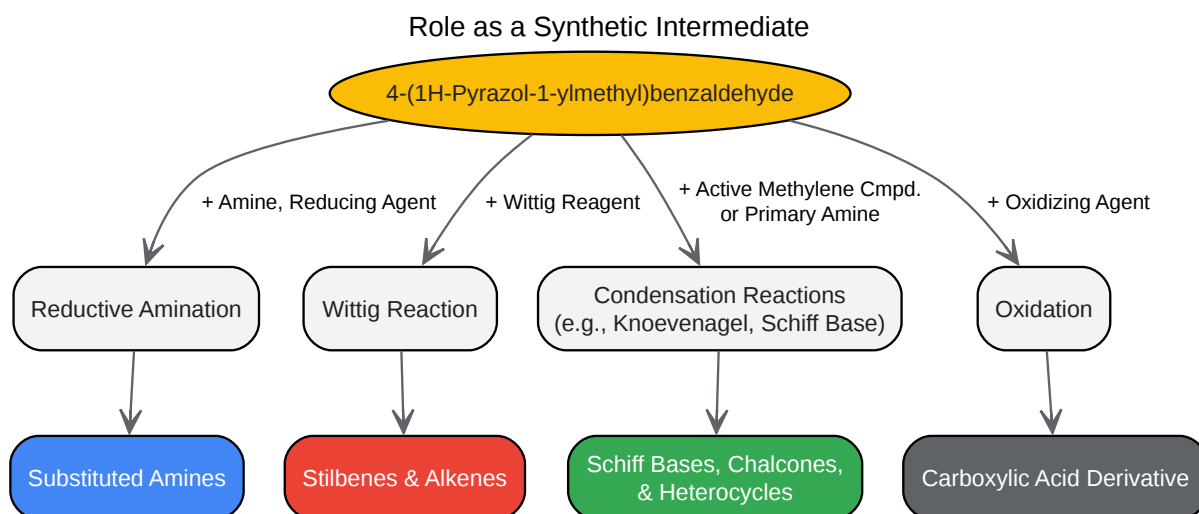 Role as a Synthetic Intermediate
4-(1H-Pyrazol-1-ylmethyl)benzaldehyde
+ Amine, Reducing Agent
+ Wittig Reagent
+ Active Methylene Cmpd.
or Primary Amine
+ Oxidizing Agent
Reductive Amination
Wittig Reaction
Condensation Reactions
(e.g., Knoevenagel, Schiff Base)
Oxidation
Substituted Amines
Stilbenes & Alkenes
Schiff Bases, Chalcones,
& Heterocycles
Carboxylic Acid Derivative